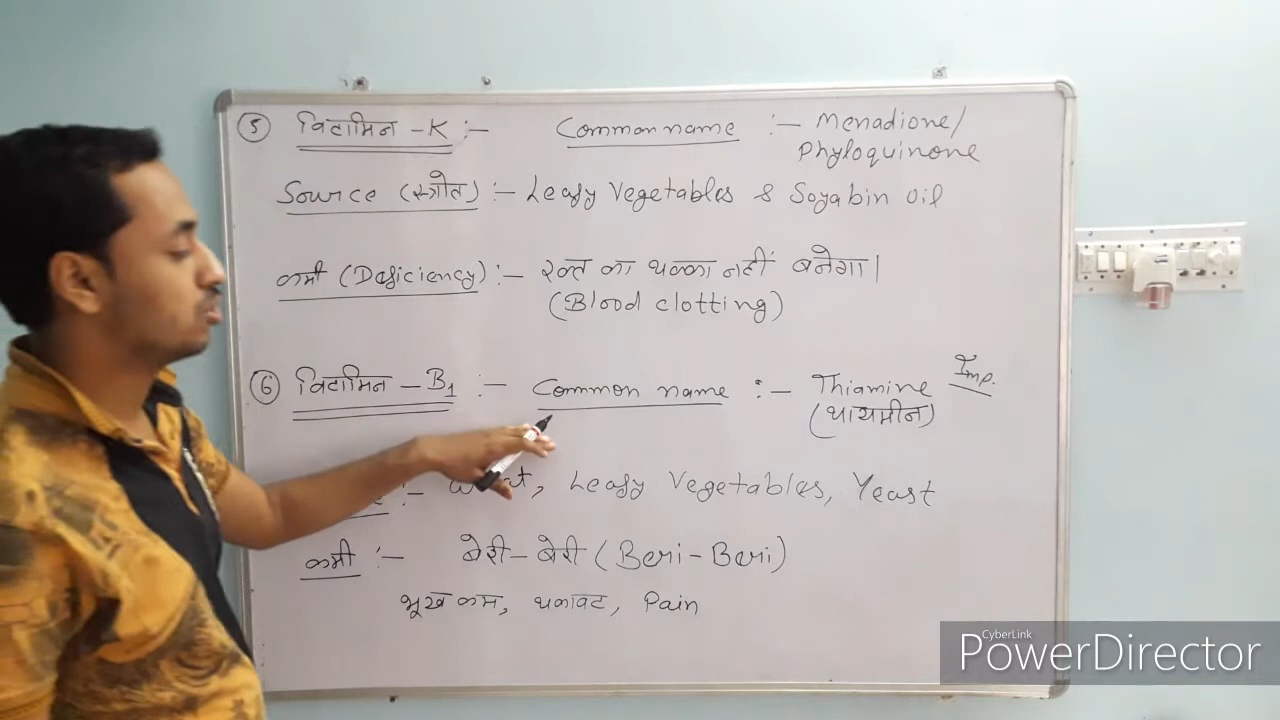 ⑤ विटामिन - K :- Common name :- Menadione/
Phyloquinone
Source (स्त्रोत) :- Leafy Vegetables & Soyabin oil
कमी (Deficiency) :- रक्त का थक्का नहीं बनेगा।
(Blood clotting)
⑥ विटामिन - B1 :- Common name :- Thiamine Imp.
(थायमीन)
:- Leafy Vegetables, Yeast
कमी :- बेरी-बेरी (Beri-Beri)
भूख कम, थकावट, Pain
CyberLink
PowerDirector